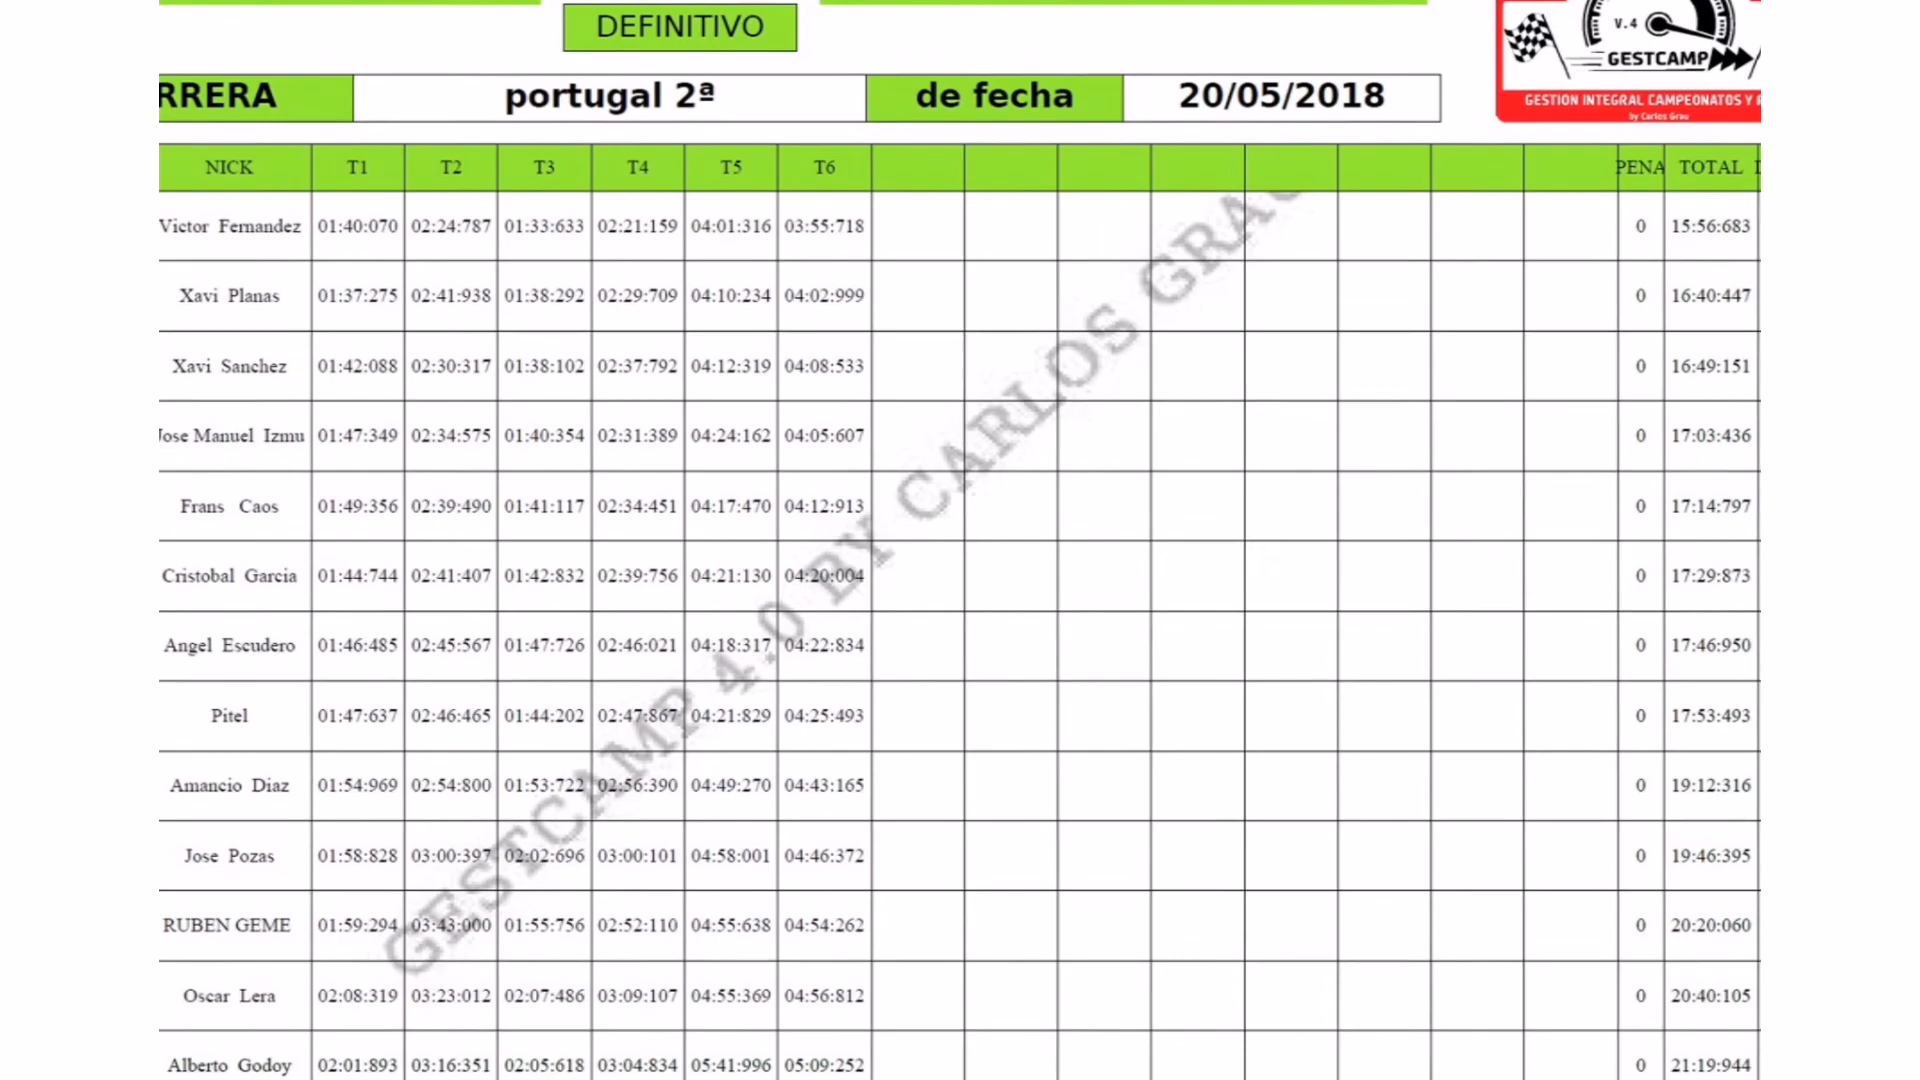 DEFINITIVO
V.4
GESTCAMP
GESTION INTEGRAL CAMPEONATOS Y
by Carlos Grau
RRERA portugal 2ª de fecha 20/05/2018
NICK T1 T2 T3 T4 T5 T6 PENA TOTAL
Victor Fernandez 01:40:070 02:24:787 01:33:633 02:21:159 04:01:316 03:55:718 0 15:56:683
Xavi Planas 01:37:275 02:41:938 01:38:292 02:29:709 04:10:234 04:02:999 0 16:40:447
Xavi Sanchez 01:42:088 02:30:317 01:38:102 02:37:792 04:12:319 04:08:533 0 16:49:151
Jose Manuel Izmu 01:47:349 02:34:575 01:40:354 02:31:389 04:24:162 04:05:607 0 17:03:436
Frans Caos 01:49:356 02:39:490 01:41:117 02:34:451 04:17:470 04:12:913 0 17:14:797
Cristobal Garcia 01:44:744 02:41:407 01:42:832 02:39:756 04:21:130 04:20:004 0 17:29:873
Angel Escudero 01:46:485 02:45:567 01:47:726 02:46:021 04:18:317 04:22:834 0 17:46:950
Pitel 01:47:637 02:46:465 01:44:202 02:47:867 04:21:829 04:25:493 0 17:53:493
Amancio Diaz 01:54:969 02:54:800 01:53:722 02:56:390 04:49:270 04:43:165 0 19:12:316
Jose Pozas 01:58:828 03:00:397 02:02:696 03:00:101 04:58:001 04:46:372 0 19:46:395
RUBEN GEME 01:59:294 03:43:000 01:55:756 02:52:110 04:55:638 04:54:262 0 20:20:060
Oscar Lera 02:08:319 03:23:012 02:07:486 03:09:107 04:55:369 04:56:812 0 20:40:105
Alberto Godoy 02:01:893 03:16:351 02:05:618 03:04:834 05:41:996 05:09:252 0 21:19:944
GESTCAMP 4.0 BY CARLOS GRAU